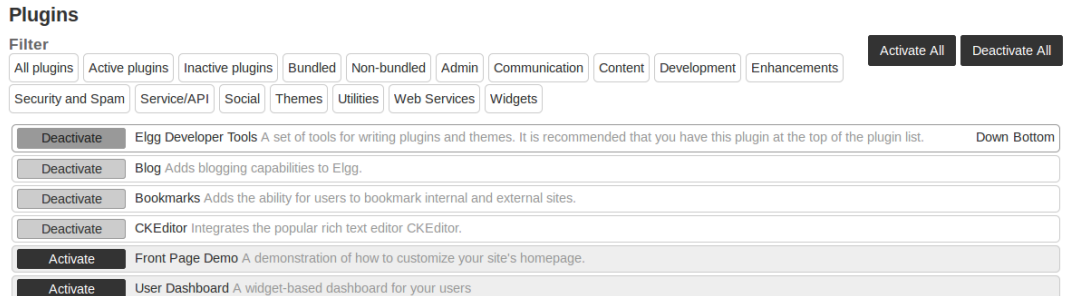 Plugins
Filter
Activate All Deactivate All
All plugins Active plugins Inactive plugins Bundled Non-bundled Admin Communication Content Development Enhancements
Security and Spam Service/API Social Themes Utilities Web Services Widgets
Deactivate Elgg Developer Tools A set of tools for writing plugins and themes. It is recommended that you have this plugin at the top of the plugin list. Down Bottom
Deactivate Blog Adds blogging capabilities to Elgg.
Deactivate Bookmarks Adds the ability for users to bookmark internal and external sites.
Deactivate CKEditor Integrates the popular rich text editor CKEditor.
Activate Front Page Demo A demonstration of how to customize your site's homepage.
Activate User Dashboard A widget-based dashboard for your users